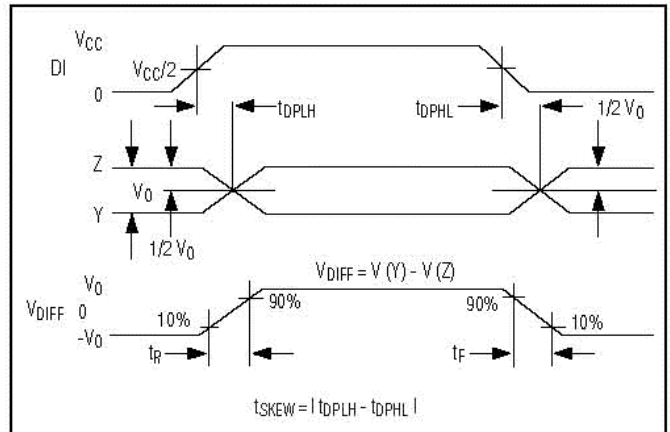 VCC
DI
VCC/2
0
tDPLH
tDPHL
1/2 V0
Z
V0
Y
1/2 V0
VDIFF = V (Y) - V (Z)
V0
VDIFF 0
-V0
10%
90%
90%
10%
tR
tF
tSKEW = | tDPLH - tDPHL |